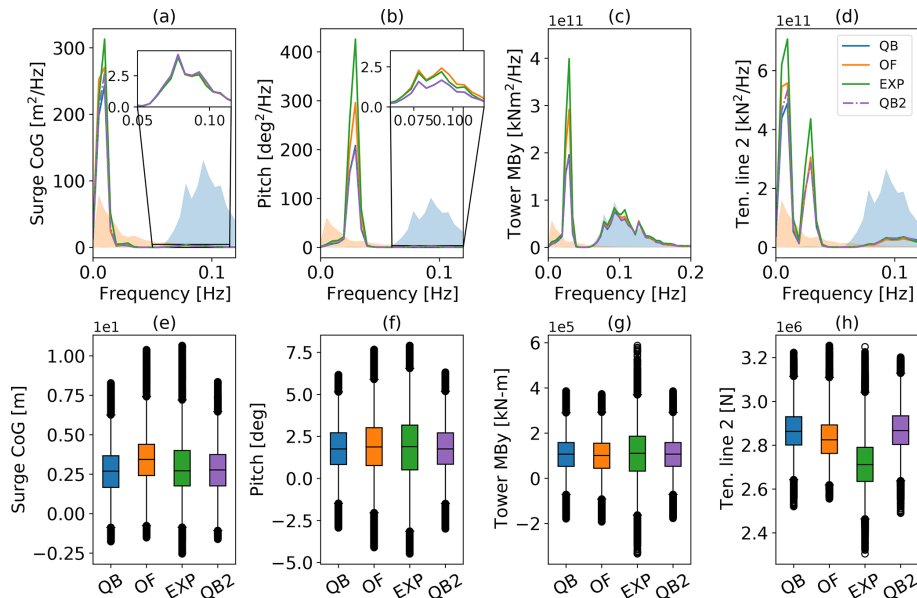 (a)
(b)
(c)
(d)
Surge CoG [m²/Hz]
300
200
100
0
2.5
0.0
0.05
0.10
0.0
0.1
Frequency [Hz]
Pitch [deg²/Hz]
400
300
200
100
0
2.5
0.0
0.075
0.100
0.0
0.1
Frequency [Hz]
1e11
Tower MBy [kNm²/Hz]
4
2
0
0.0
0.1
0.2
Frequency [Hz]
1e11
Ten. line 2 [kN²/Hz]
6
4
2
0
0.0
0.1
Frequency [Hz]
QB
OF
EXP
QB2
(e)
(f)
(g)
(h)
1e1
Surge CoG [m]
1.00
0.75
0.50
0.25
0.00
−0.25
QB
OF
EXP
QB2
Pitch [deg]
7.5
5.0
2.5
0.0
−2.5
−5.0
QB
OF
EXP
QB2
1e5
Tower MBy [kN-m]
6
4
2
0
−2
QB
OF
EXP
QB2
1e6
Ten. line 2 [N]
3.2
3.0
2.8
2.6
2.4
QB
OF
EXP
QB2